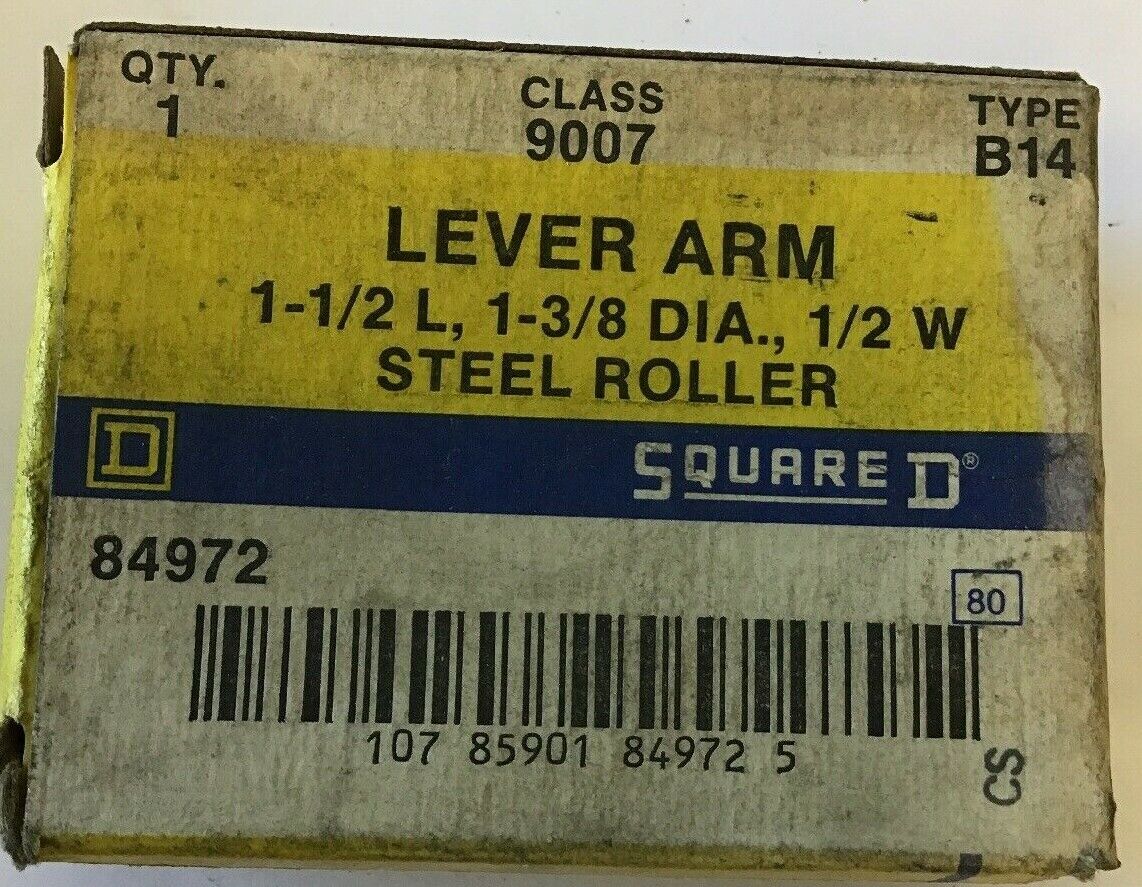 QTY.
1
CLASS
9007
TYPE
B14
LEVER ARM
1-1/2 L, 1-3/8 DIA., 1/2 W
STEEL ROLLER
D
SQUARE D®
84972
80
107 85901 84972 5
CS